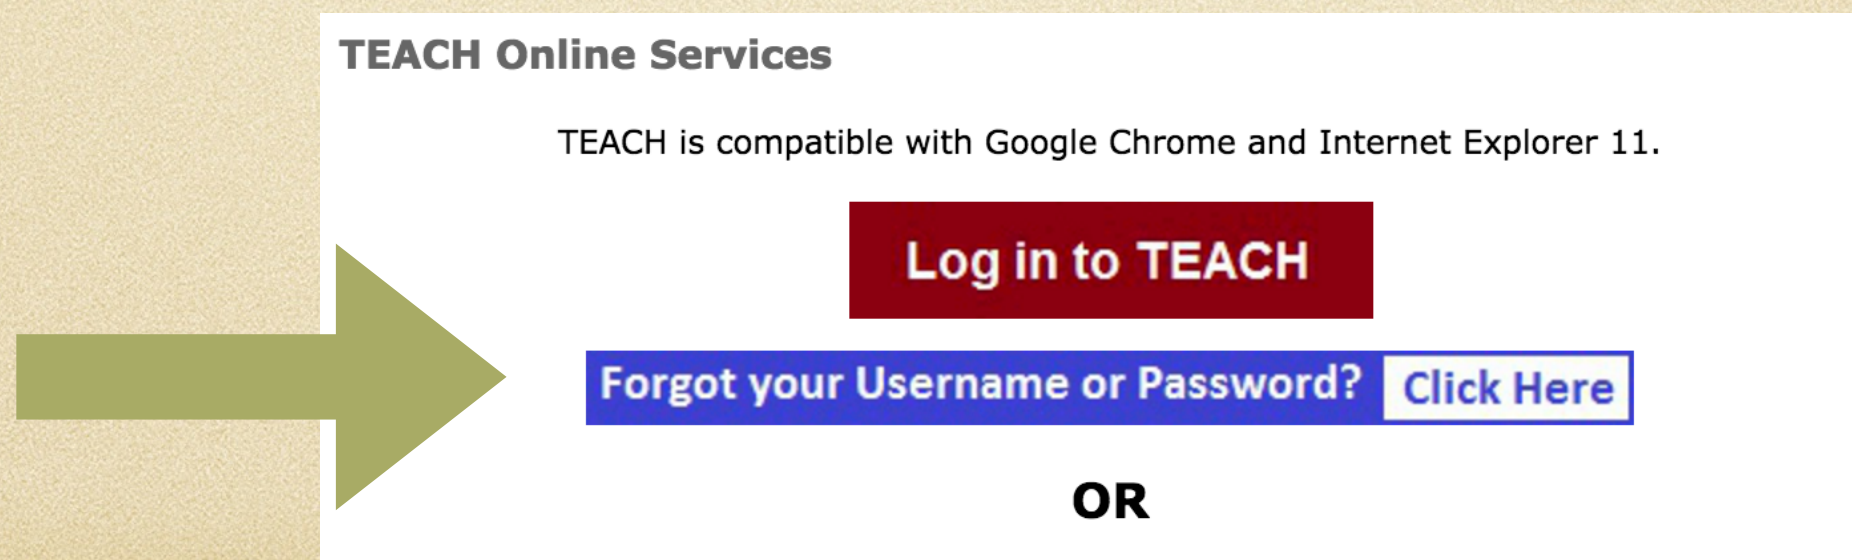 TEACH Online Services
TEACH is compatible with Google Chrome and Internet Explorer 11.
Log in to TEACH
Forgot your Username or Password? Click Here
OR